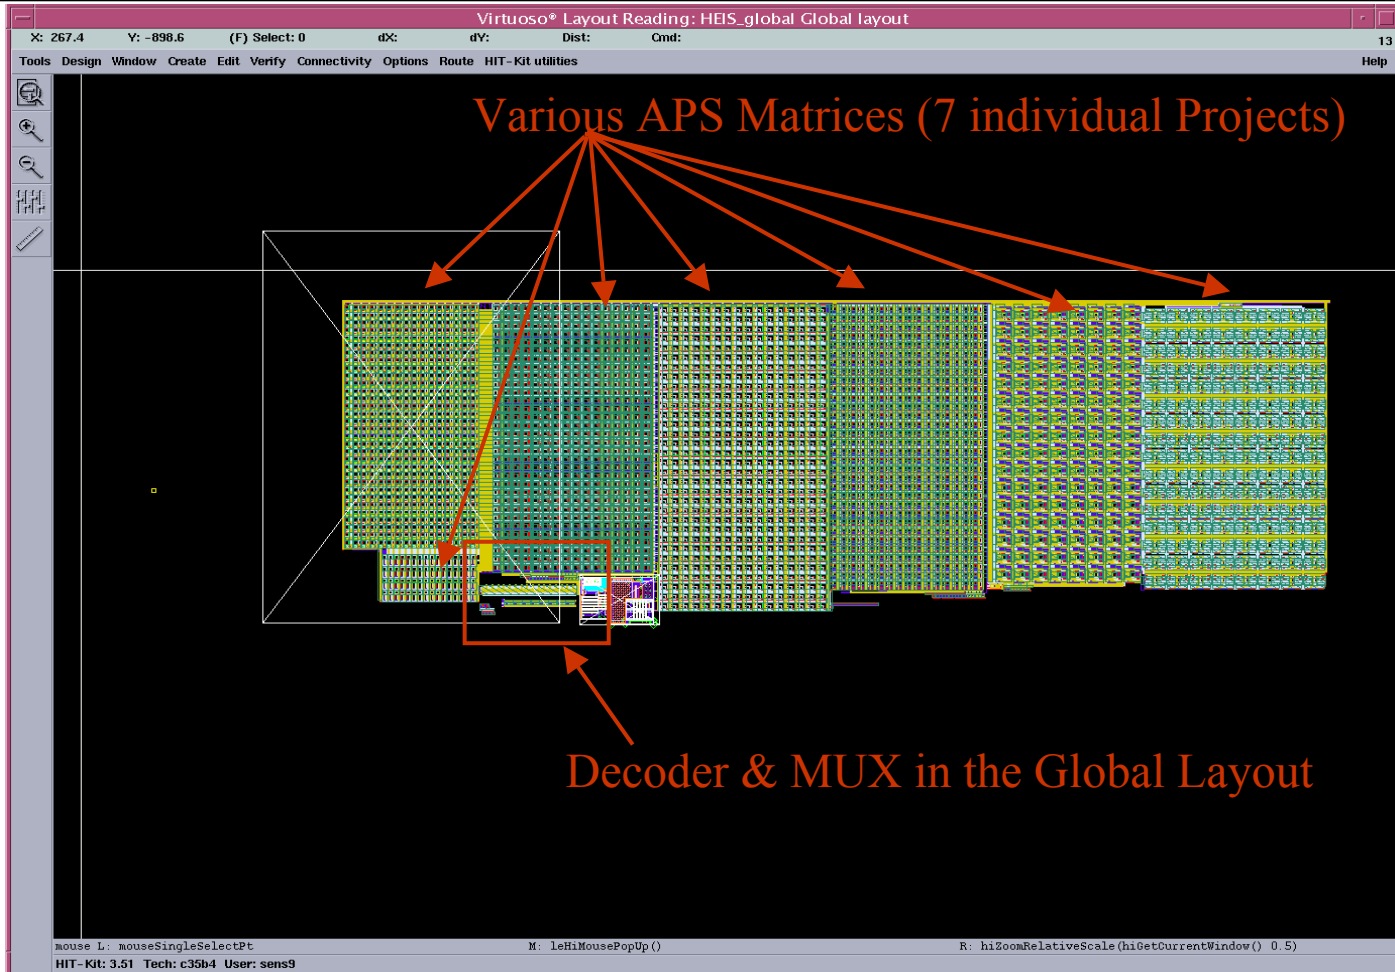 Virtuoso® Layout Reading: HEIS_global Global layout
X: 267.4 Y: -898.6 (F) Select: 0 dX: dY: Dist: Cmd:
13
Tools Design Window Create Edit Verify Connectivity Options Route HIT-Kit utilities Help
Various APS Matrices (7 individual Projects)
Decoder & MUX in the Global Layout
mouse L: mouseSingleSelectPt M: leHiMousePopUp() R: hiZoomRelativeScale(hiGetCurrentWindow() 0.5)
HIT-Kit: 3.51 Tech: c35b4 User: sens9